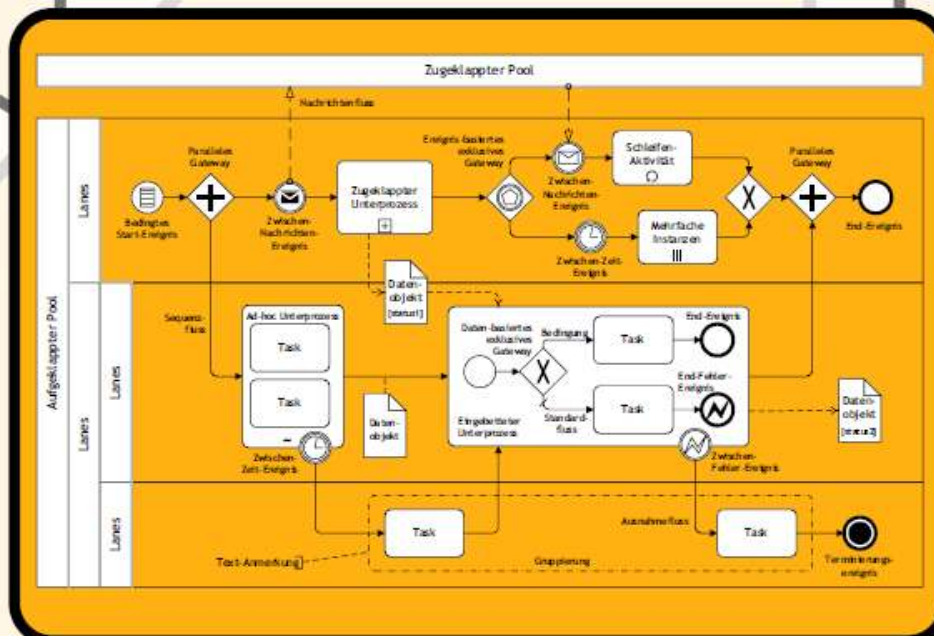 Zugeklappter Pool
Nachrichtenfluss
Aufgeklappter Pool
Lanes
Paralleles
Gateway
Bedingtes
Start-Ereignis
Zwischen-
Nachrichten-
Ereignis
Zugeklappter
Unterprozess
Ereignis-basiertes
exklusives
Gateway
Zwischen-
Nachrichten-
Ereignis
Schleifen-
Aktivität
Zwischen-Zeit-
Ereignis
Mehrfache
Instanzen
Paralleles
Gateway
End-Ereignis
Lanes
Lanes
Sequenz-
fluss
Ad-hoc Unterprozess
Task
Task
~
Zwischen-
Zeit-Ereignis
Daten-
objekt
[status1]
Daten-
objekt
Daten-basiertes
exklusives
Gateway
Bedingung
Eingebetteter
Unterprozess
Standard-
fluss
Task
Task
End-Ereignis
End-Fehler-
Ereignis
Zwischen-
Fehler-Ereignis
Daten-
objekt
[status2]
Lanes
Text-Anmerkung
Task
Gruppierung
Ausnahmefluss
Task
Terminierungs-
ereignis